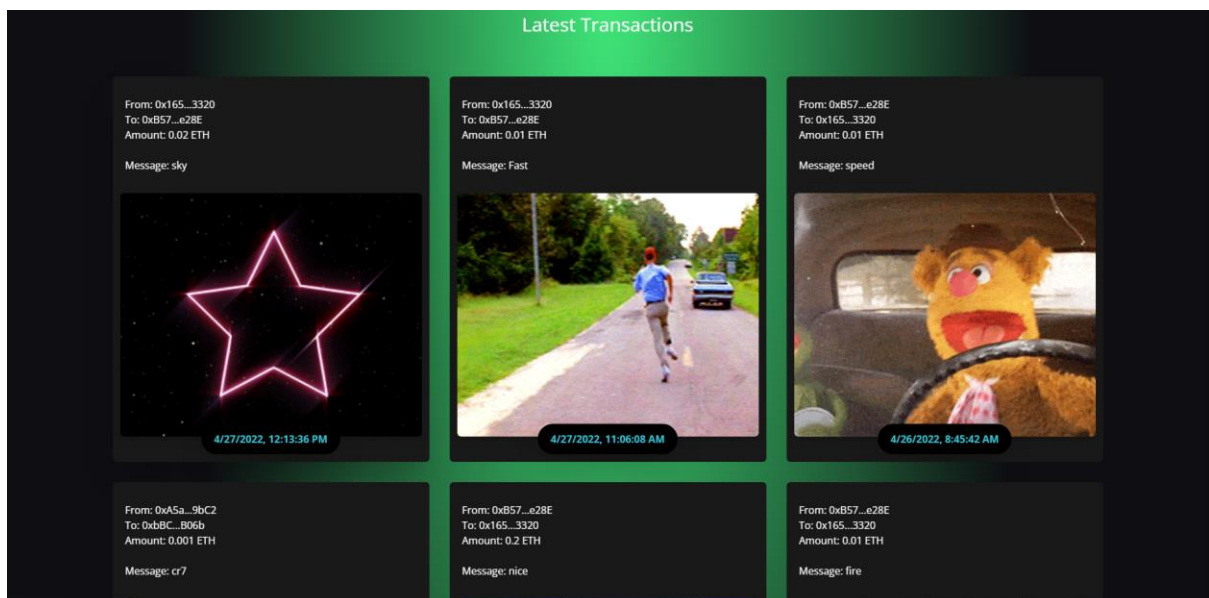 Latest Transactions
From: 0x165...3320
To: 0xB57...e28E
Amount: 0.02 ETH
Message: sky
4/27/2022, 12:13:36 PM
From: 0x165...3320
To: 0xB57...e28E
Amount: 0.01 ETH
Message: Fast
4/27/2022, 11:06:08 AM
From: 0xB57...e28E
To: 0x165...3320
Amount: 0.01 ETH
Message: speed
4/26/2022, 8:45:42 AM
From: 0xA5a...9bC2
To: 0xbBC...B06b
Amount: 0.001 ETH
Message: cr7
From: 0xB57...e28E
To: 0x165...3320
Amount: 0.2 ETH
Message: nice
From: 0xB57...e28E
To: 0x165...3320
Amount: 0.01 ETH
Message: fire